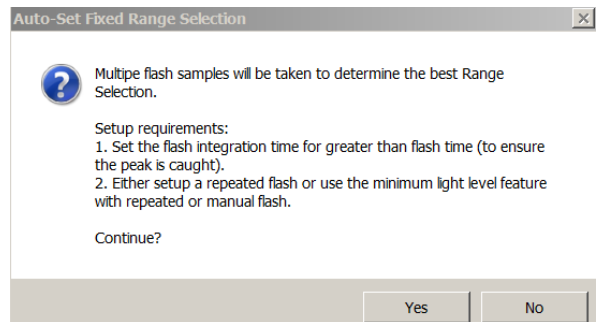 Auto-Set Fixed Range Selection
Multipe flash samples will be taken to determine the best Range
Selection.
Setup requirements:
1. Set the flash integration time for greater than flash time (to ensure
the peak is caught).
2. Either setup a repeated flash or use the minimum light level feature
with repeated or manual flash.
Continue?
Yes
No